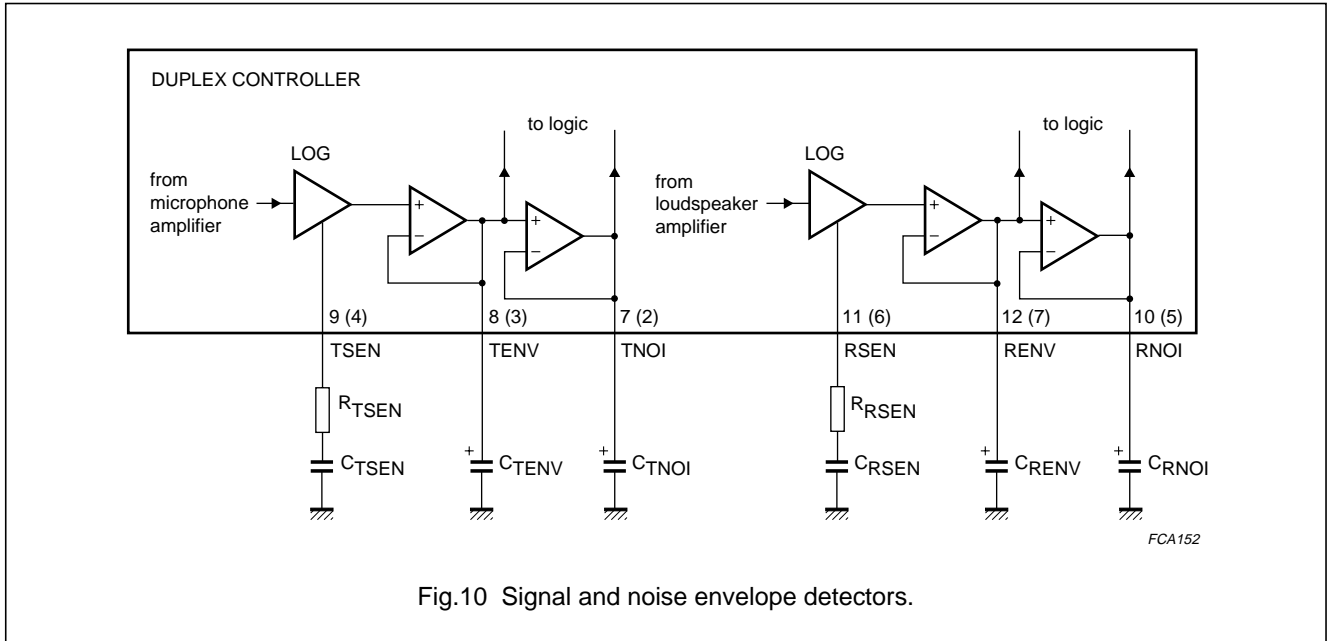 DUPLEX CONTROLLER
to logic
to logic
LOG
LOG
from
microphone
amplifier
from
loudspeaker
amplifier
+
−
+
−
+
−
+
−
9 (4)
8 (3)
7 (2)
11 (6)
12 (7)
10 (5)
TSEN
TENV
TNOI
RSEN
RENV
RNOI
RTSEN
RRSEN
CTSEN
+
CTENV
+
CTNOI
CRSEN
+
CRENV
+
CRNOI
FCA152
Fig.10 Signal and noise envelope detectors.